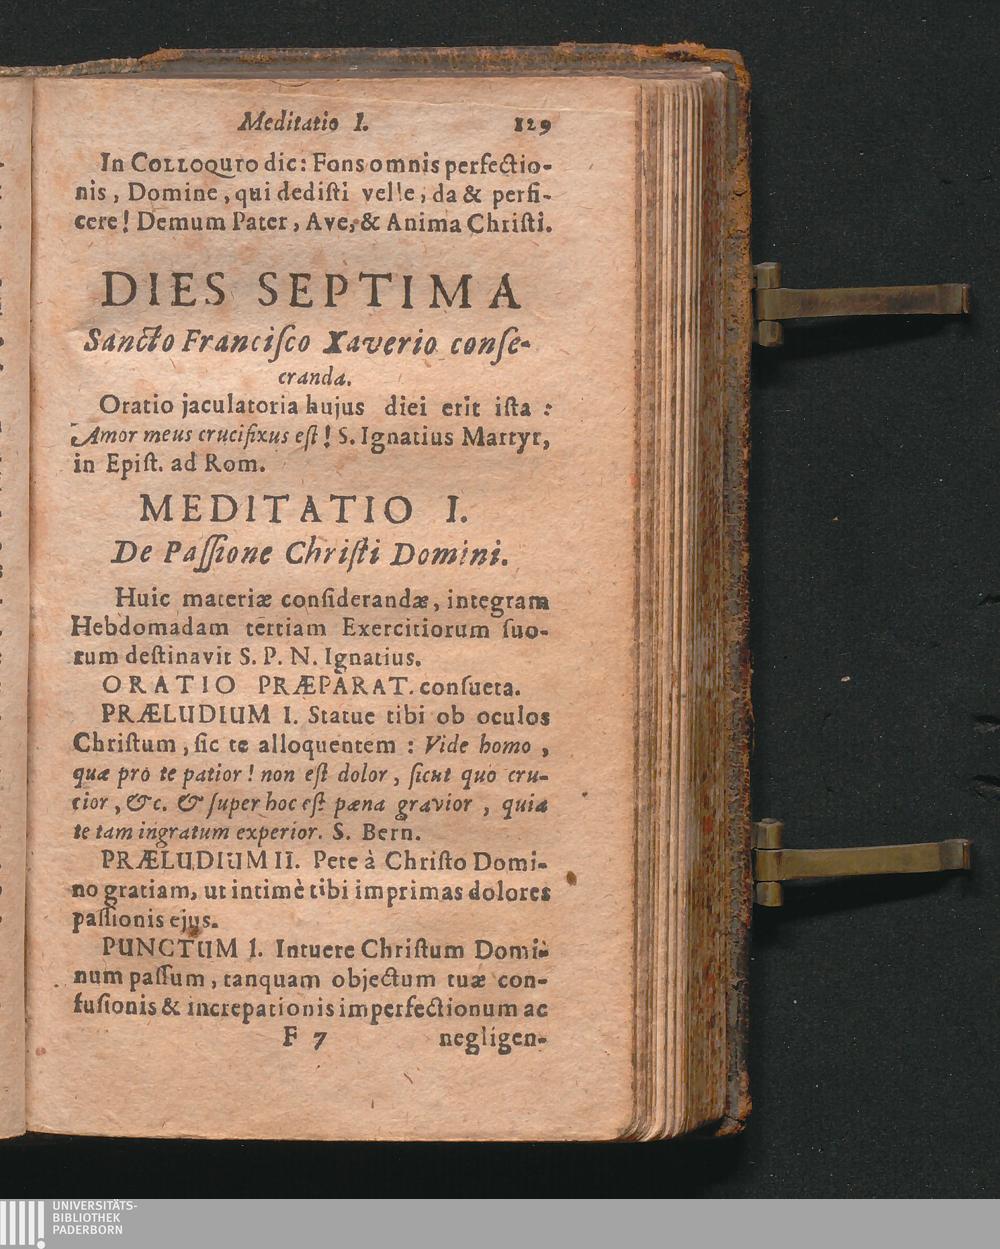 Meditatio I. 129
In COLLOQUIO dic: Fons omnis perfectio-
nis, Domine, qui dedisti velle, da & perfi-
cere! Demum Pater, Ave, & Anima Christi.
DIES SEPTIMA
Sancto Francisco Xaverio conse-
cranda.
Oratio jaculatoria hujus diei erit ista:
Amor meus crucifixus est! S. Ignatius Martyr,
in Epist. ad Rom.
MEDITATIO I.
De Passione Christi Domini.
Huic materiæ considerandæ, integram
Hebdomadam tertiam Exercitiorum suo-
rum destinavit S. P. N. Ignatius.
ORATIO PRÆPARAT. consueta.
PRÆLUDIUM I. Statue tibi ob oculos
Christum, sic te alloquentem: Vide homo,
quæ pro te patior! non est dolor, sicut quo cru-
cior, &c. & super hoc est pæna gravior, quia
te tam ingratum experior. S. Bern.
PRÆLUDIUM II. Pete à Christo Domi-
no gratiam, ut intimè tibi imprimas dolores
passionis ejus.
PUNCTUM I. Intuere Christum Domi-
num passum, tanquam objectum tuæ con-
fusionis & increpationis imperfectionum ac
F 7 negligen-
UNIVERSITÄTS-
BIBLIOTHEK
PADERBORN